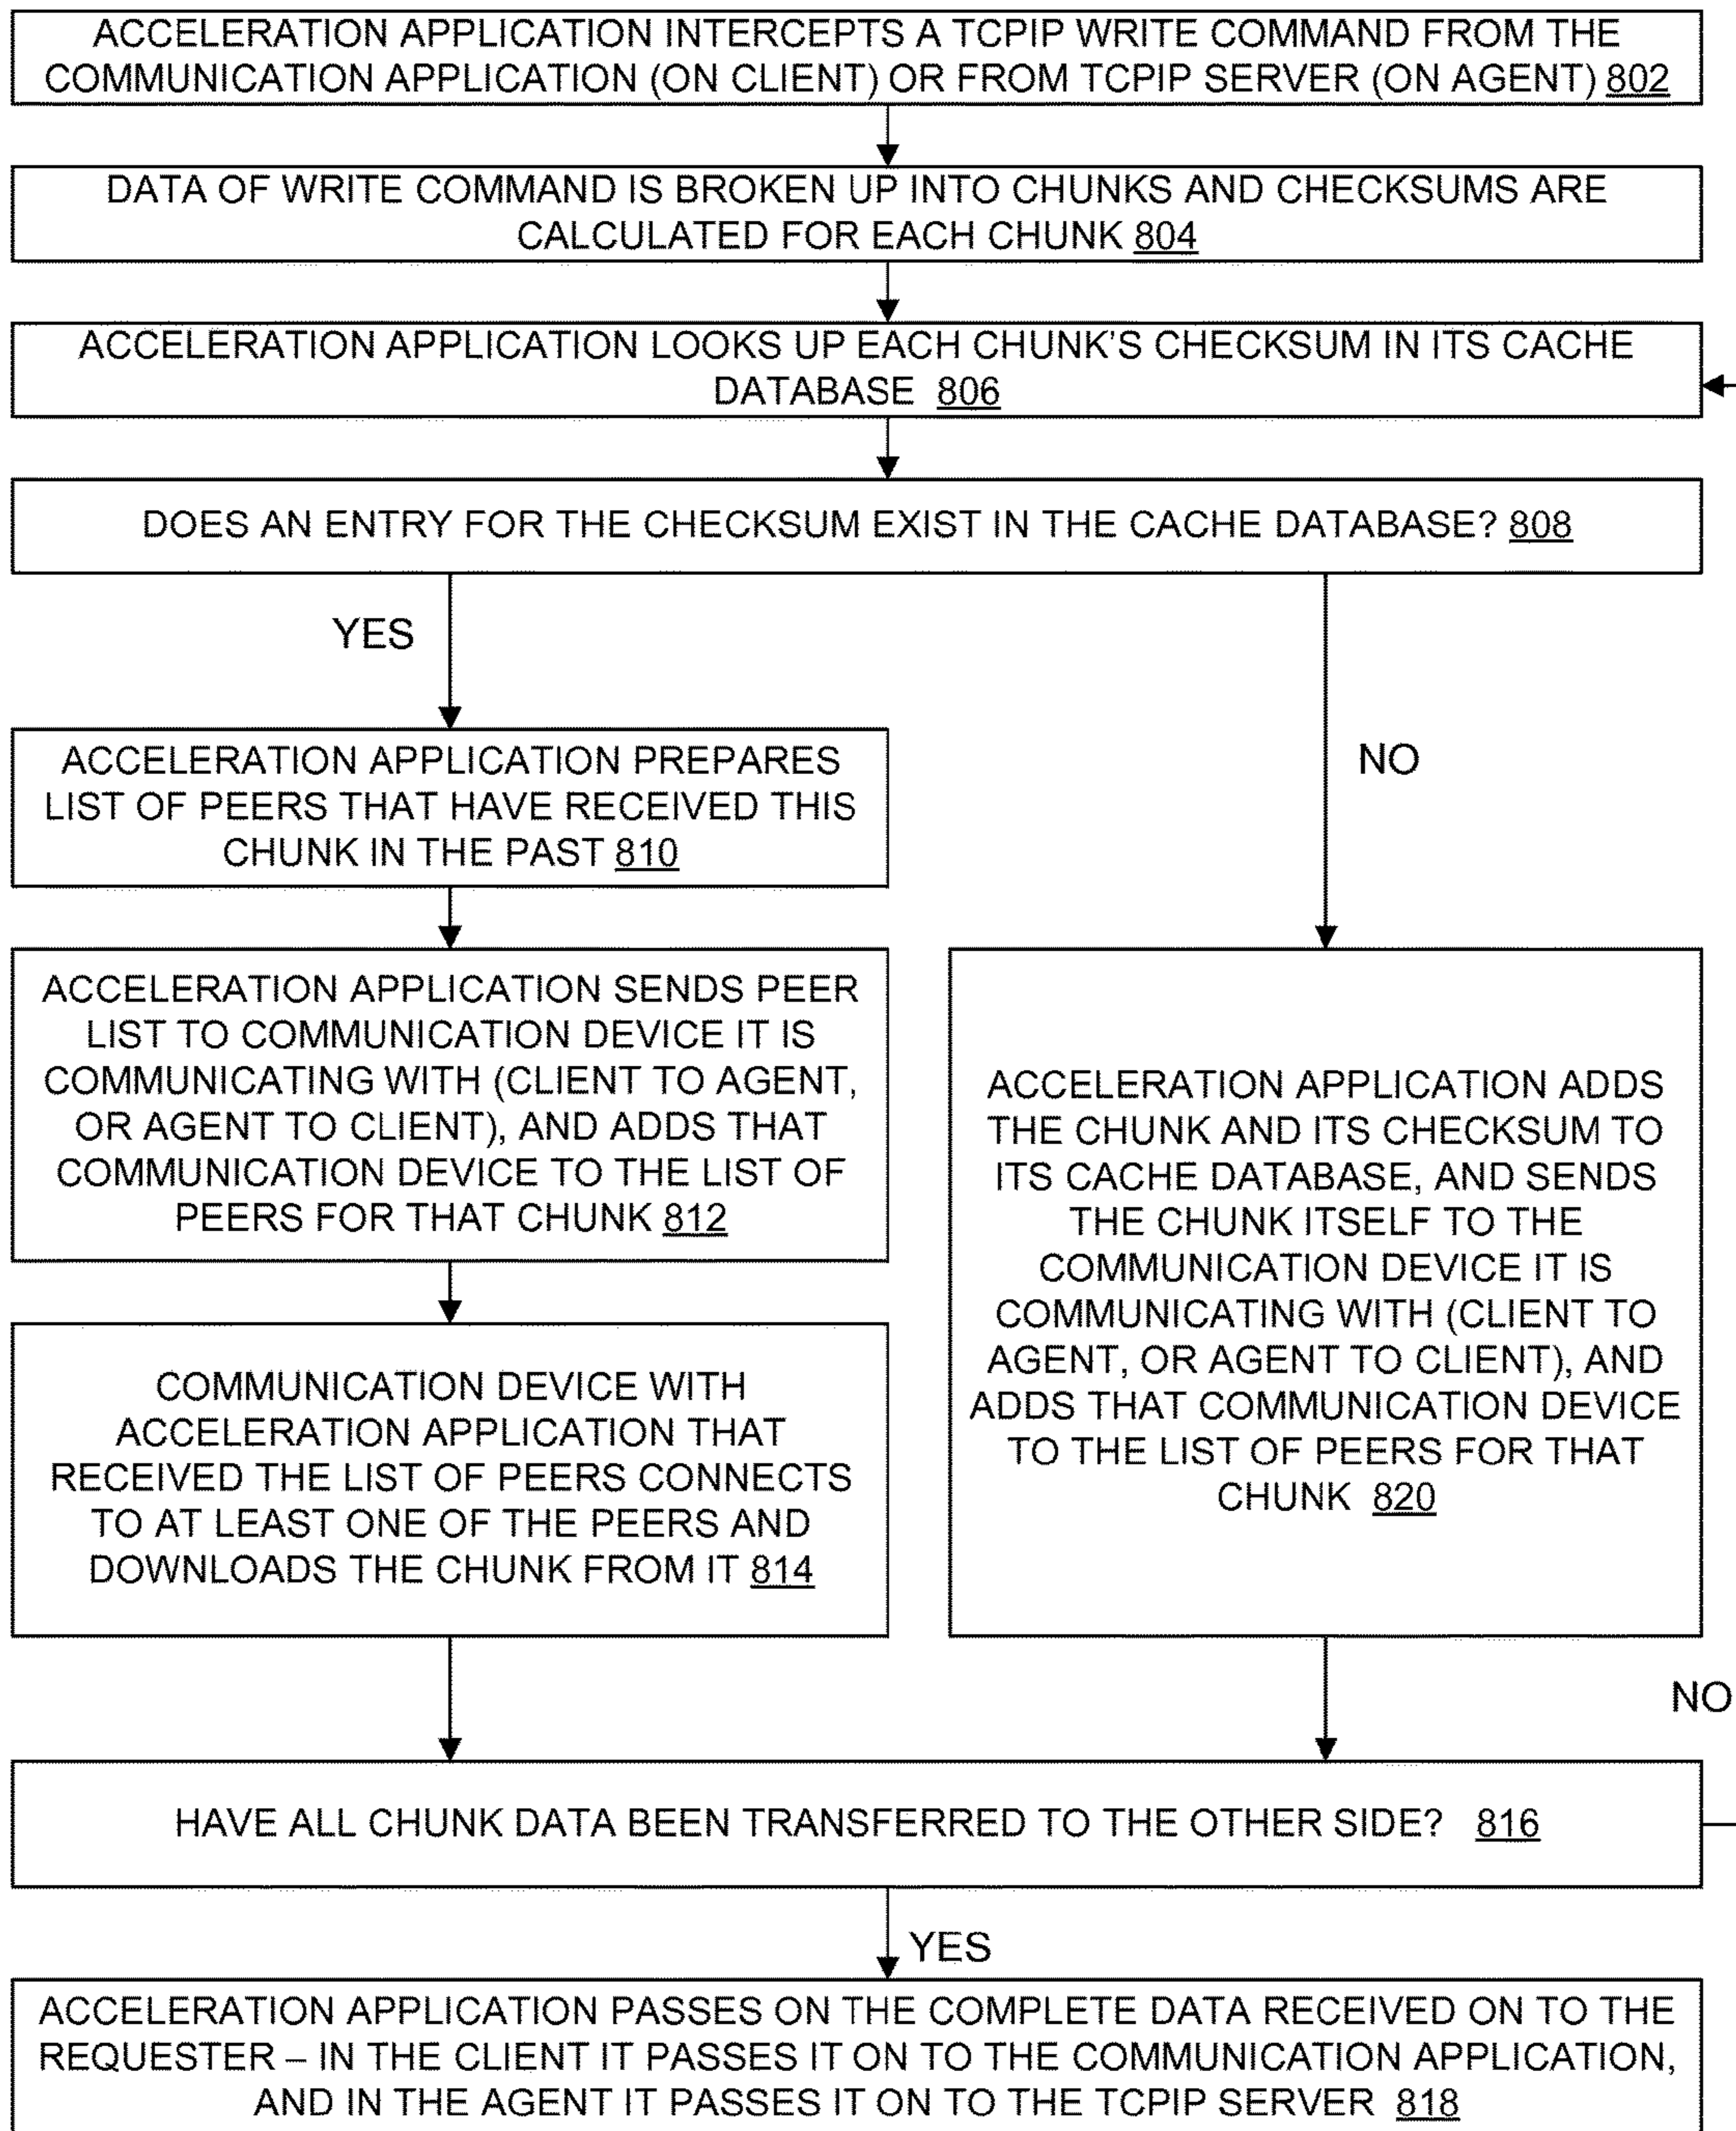 ACCELERATION APPLICATION INTERCEPTS A TCPIP WRITE COMMAND FROM THE
COMMUNICATION APPLICATION (ON CLIENT) OR FROM TCPIP SERVER (ON AGENT) 802
DATA OF WRITE COMMAND IS BROKEN UP INTO CHUNKS AND CHECKSUMS ARE
CALCULATED FOR EACH CHUNK 804
ACCELERATION APPLICATION LOOKS UP EACH CHUNK'S CHECKSUM IN ITS CACHE
DATABASE 806
DOES AN ENTRY FOR THE CHECKSUM EXIST IN THE CACHE DATABASE? 808
YES
ACCELERATION APPLICATION PREPARES
LIST OF PEERS THAT HAVE RECEIVED THIS
CHUNK IN THE PAST 810
ACCELERATION APPLICATION SENDS PEER
LIST TO COMMUNICATION DEVICE IT IS
COMMUNICATING WITH (CLIENT TO AGENT,
OR AGENT TO CLIENT), AND ADDS THAT
COMMUNICATION DEVICE TO THE LIST OF
PEERS FOR THAT CHUNK 812
COMMUNICATION DEVICE WITH
ACCELERATION APPLICATION THAT
RECEIVED THE LIST OF PEERS CONNECTS
TO AT LEAST ONE OF THE PEERS AND
DOWNLOADS THE CHUNK FROM IT 814
NO
ACCELERATION APPLICATION ADDS
THE CHUNK AND ITS CHECKSUM TO
ITS CACHE DATABASE, AND SENDS
THE CHUNK ITSELF TO THE
COMMUNICATION DEVICE IT IS
COMMUNICATING WITH (CLIENT TO
AGENT, OR AGENT TO CLIENT), AND
ADDS THAT COMMUNICATION DEVICE
TO THE LIST OF PEERS FOR THAT
CHUNK 820
NO
HAVE ALL CHUNK DATA BEEN TRANSFERRED TO THE OTHER SIDE? 816
YES
ACCELERATION APPLICATION PASSES ON THE COMPLETE DATA RECEIVED ON TO THE
REQUESTER – IN THE CLIENT IT PASSES IT ON TO THE COMMUNICATION APPLICATION,
AND IN THE AGENT IT PASSES IT ON TO THE TCPIP SERVER 818